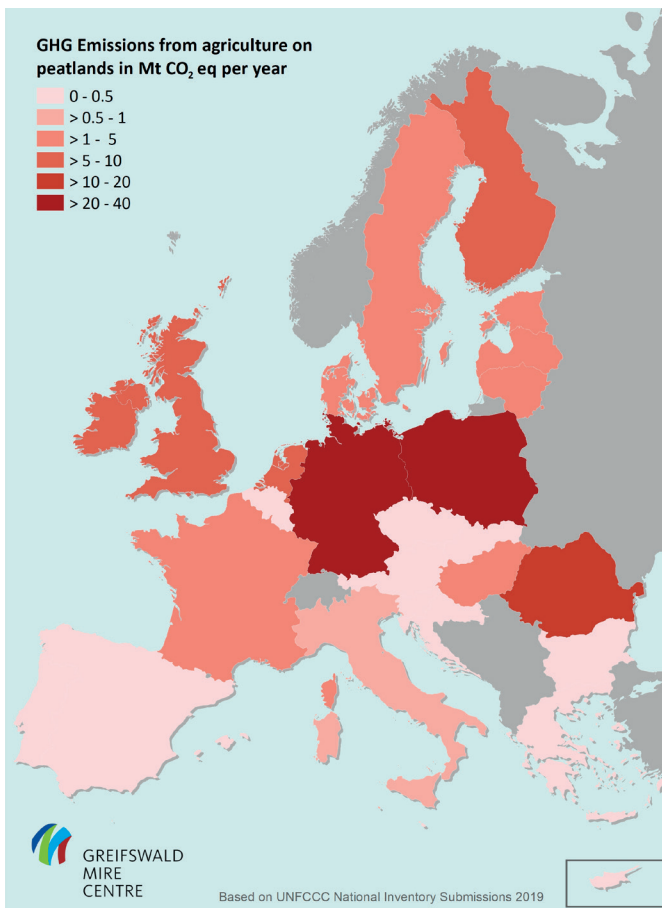 GHG Emissions from agriculture on
peatlands in Mt CO₂ eq per year
0 - 0.5
> 0.5 - 1
> 1 - 5
> 5 - 10
> 10 - 20
> 20 - 40
GREIFSWALD
MIRE
CENTRE
Based on UNFCCC National Inventory Submissions 2019